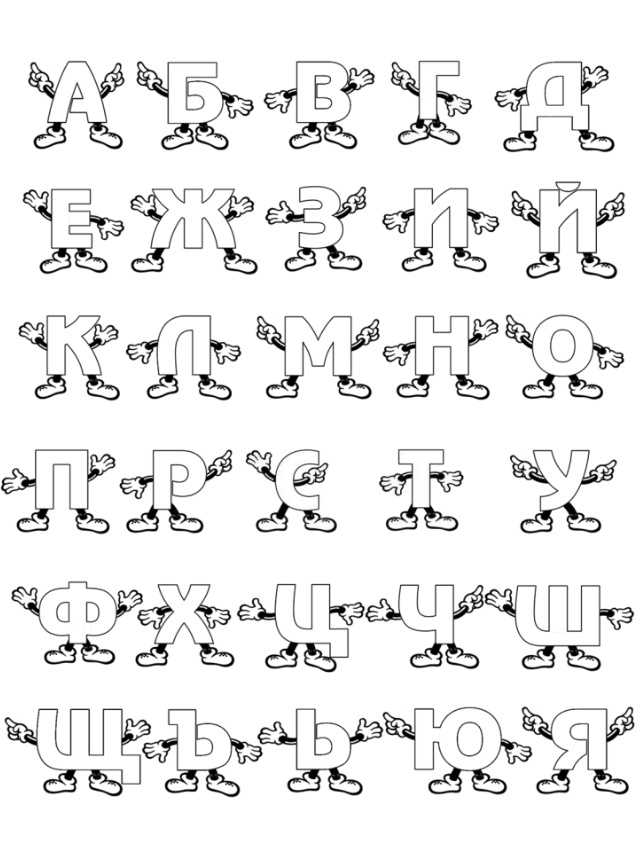 А Б В Г Д
Е Ж З И Й
К Л М Н О
П Р С Т У
Ф Х Ц Ч Ш
Щ Ъ Ь Ю Я